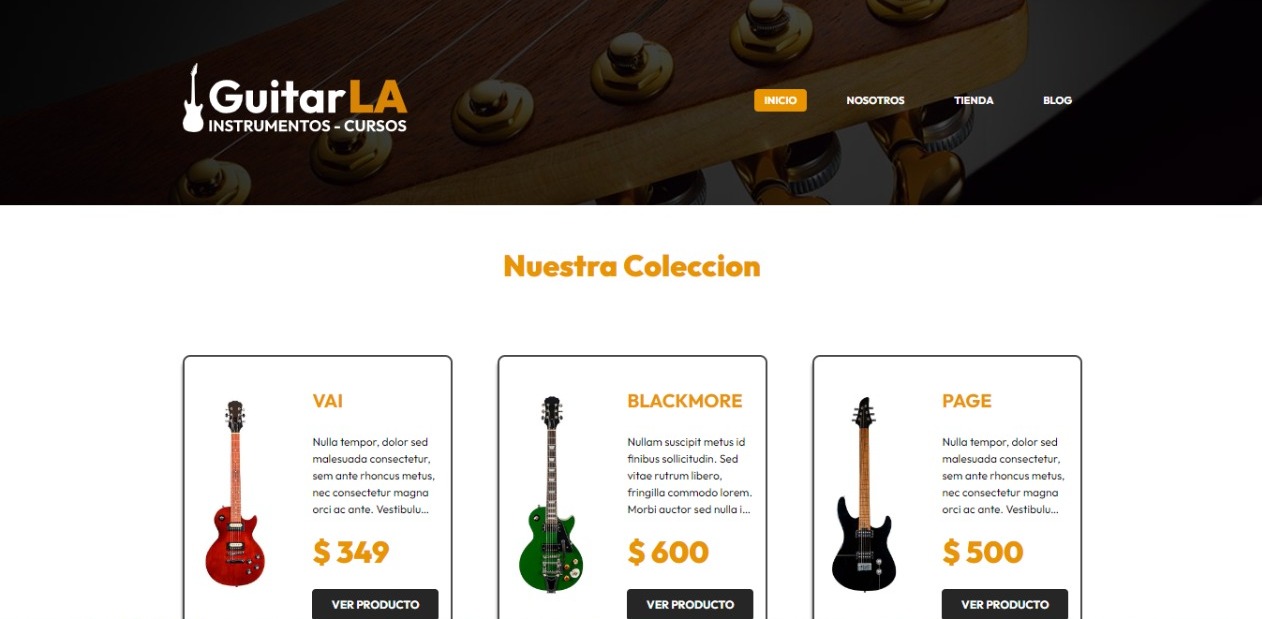 GuitarLA
INSTRUMENTOS - CURSOS
INICIO
NOSOTROS
TIENDA
BLOG
Nuestra Coleccion
VAI
Nulla tempor, dolor sed
malesuada consectetur,
sem ante rhoncus metus,
nec consectetur magna
orci ac ante. Vestibulu...
$ 349
VER PRODUCTO
BLACKMORE
Nullam suscipit metus id
finibus sollicitudin. Sed
vitae rutrum libero,
fringilla commodo lorem.
Morbi auctor sed nulla i...
$ 600
VER PRODUCTO
PAGE
Nulla tempor, dolor sed
malesuada consectetur,
sem ante rhoncus metus,
nec consectetur magna
orci ac ante. Vestibulu...
$ 500
VER PRODUCTO